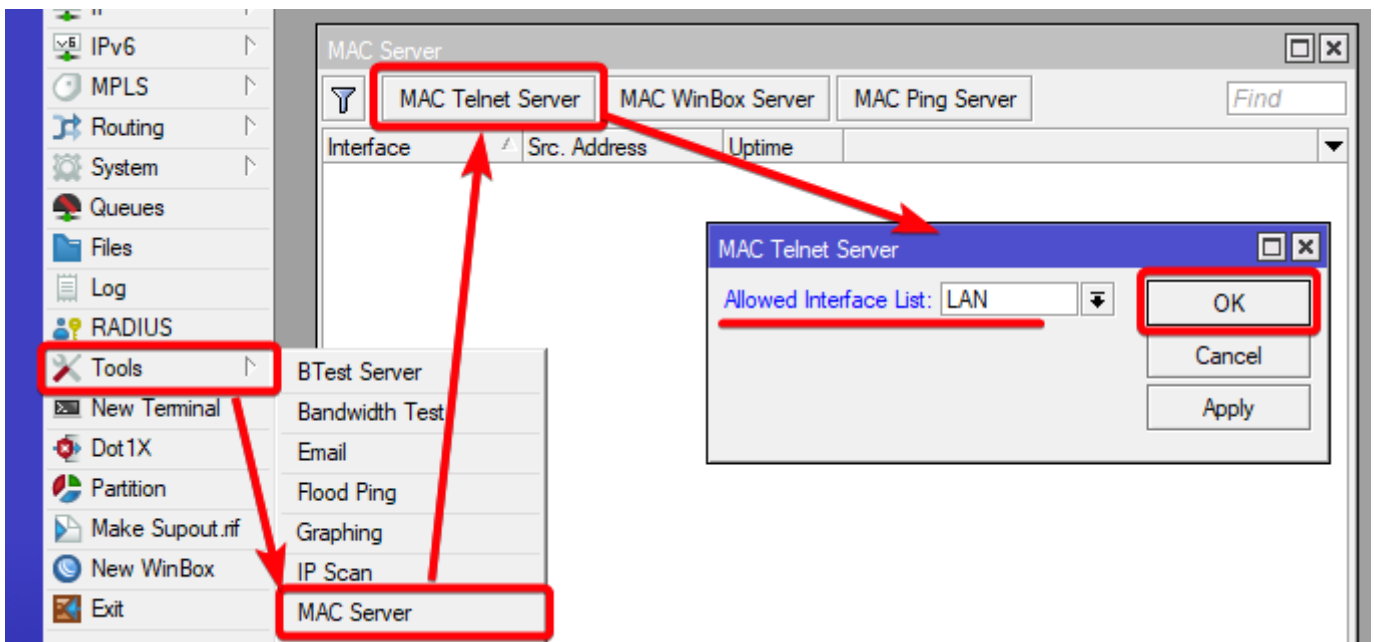 IPv6
MPLS
Routing
System
Queues
Files
Log
RADIUS
Tools
New Terminal
Dot1X
Partition
Make Supout.rif
New WinBox
Exit
BTest Server
Bandwidth Test
Email
Flood Ping
Graphing
IP Scan
MAC Server
MAC Server
MAC Telnet Server
MAC WinBox Server
MAC Ping Server
Find
Interface
Src. Address
Uptime
MAC Telnet Server
Allowed Interface List: LAN
OK
Cancel
Apply